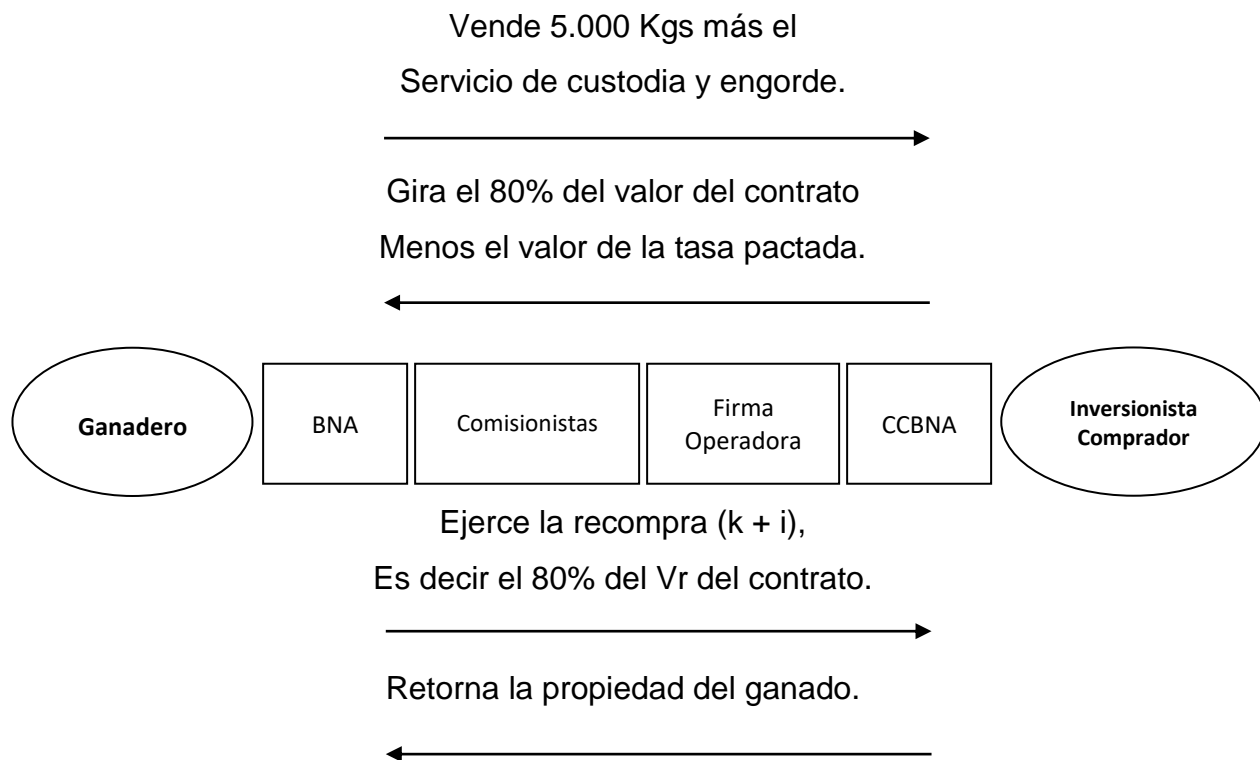 Vende 5.000 Kgs más el
Servicio de custodia y engorde.
Gira el 80% del valor del contrato
Menos el valor de la tasa pactada.
Ganadero
BNA
Comisionistas
Firma
Operadora
CCBNA
Inversionista
Comprador
Ejerce la recompra (k + i),
Es decir el 80% del Vr del contrato.
Retorna la propiedad del ganado.